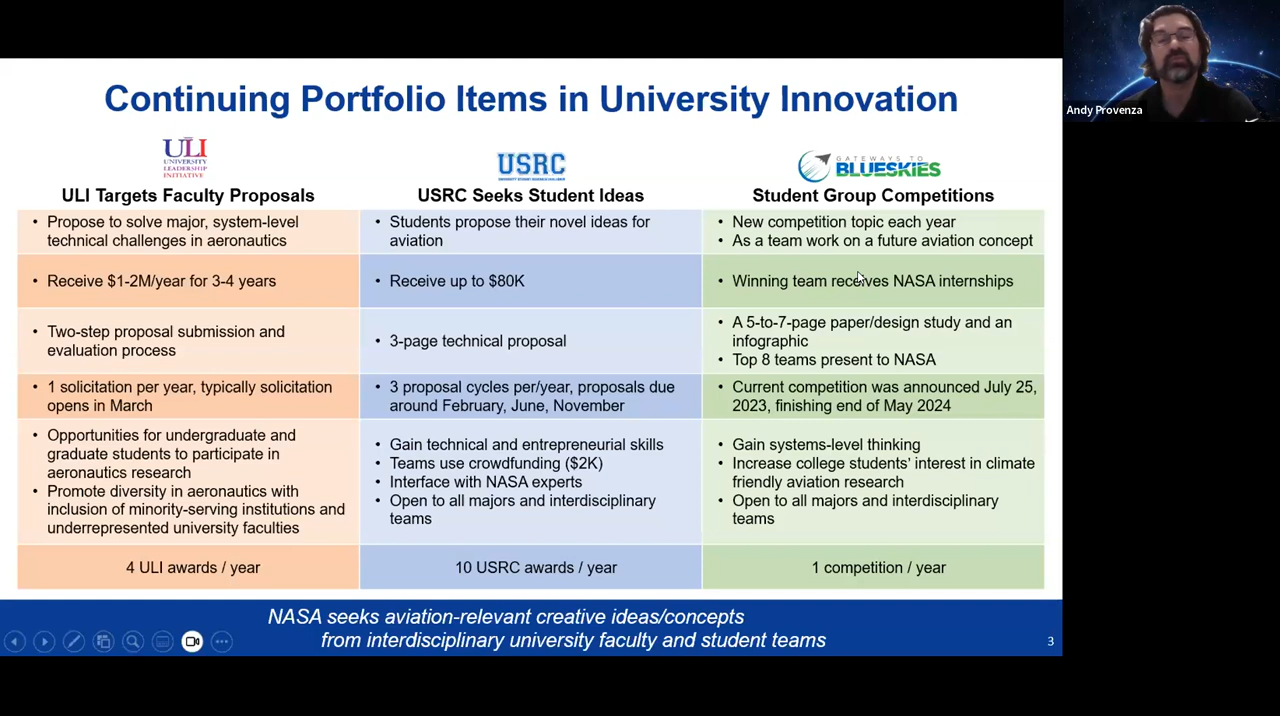 Andy Provenza
Continuing Portfolio Items in University Innovation
ULI
UNIVERSITY
LEADERSHIP
INITIATIVE
ULI Targets Faculty Proposals
USRC
UNIVERSITY STUDENT RESEARCH CHALLENGE
USRC Seeks Student Ideas
GATEWAYS TO
BLUESKIES
Student Group Competitions
• Propose to solve major, system-level
technical challenges in aeronautics
• Students propose their novel ideas for
aviation
• New competition topic each year
• As a team work on a future aviation concept
• Receive $1-2M/year for 3-4 years
• Receive up to $80K
• Winning team receives NASA internships
• Two-step proposal submission and
evaluation process
• 3-page technical proposal
• A 5-to-7-page paper/design study and an
infographic
• Top 8 teams present to NASA
• 1 solicitation per year, typically solicitation
opens in March
• 3 proposal cycles per/year, proposals due
around February, June, November
• Current competition was announced July 25,
2023, finishing end of May 2024
• Opportunities for undergraduate and
graduate students to participate in
aeronautics research
• Promote diversity in aeronautics with
inclusion of minority-serving institutions and
underrepresented university faculties
• Gain technical and entrepreneurial skills
• Teams use crowdfunding ($2K)
• Interface with NASA experts
• Open to all majors and interdisciplinary
teams
• Gain systems-level thinking
• Increase college students' interest in climate
friendly aviation research
• Open to all majors and interdisciplinary
teams
4 ULI awards / year
10 USRC awards / year
1 competition / year
NASA seeks aviation-relevant creative ideas/concepts
from interdisciplinary university faculty and student teams
3